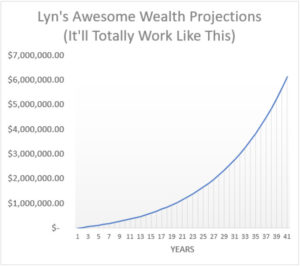 Lyn's Awesome Wealth Projections
(It'll Totally Work Like This)
$7,000,000.00
$6,000,000.00
$5,000,000.00
$4,000,000.00
$3,000,000.00
$2,000,000.00
$1,000,000.00
$-
1 3 5 7 9 11 13 15 17 19 21 23 25 27 29 31 33 35 37 39 41
YEARS